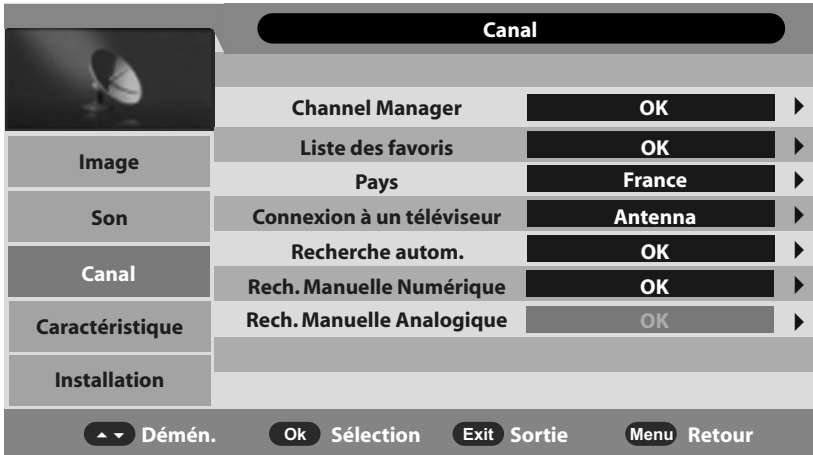 Canal
Channel Manager OK
Liste des favoris OK
Image
Pays France
Son
Connexion à un téléviseur Antenna
Recherche autom. OK
Canal
Rech. Manuelle Numérique OK
Caractéristique
Rech. Manuelle Analogique OK
Installation
Démén. Ok Sélection Exit Sortie Menu Retour